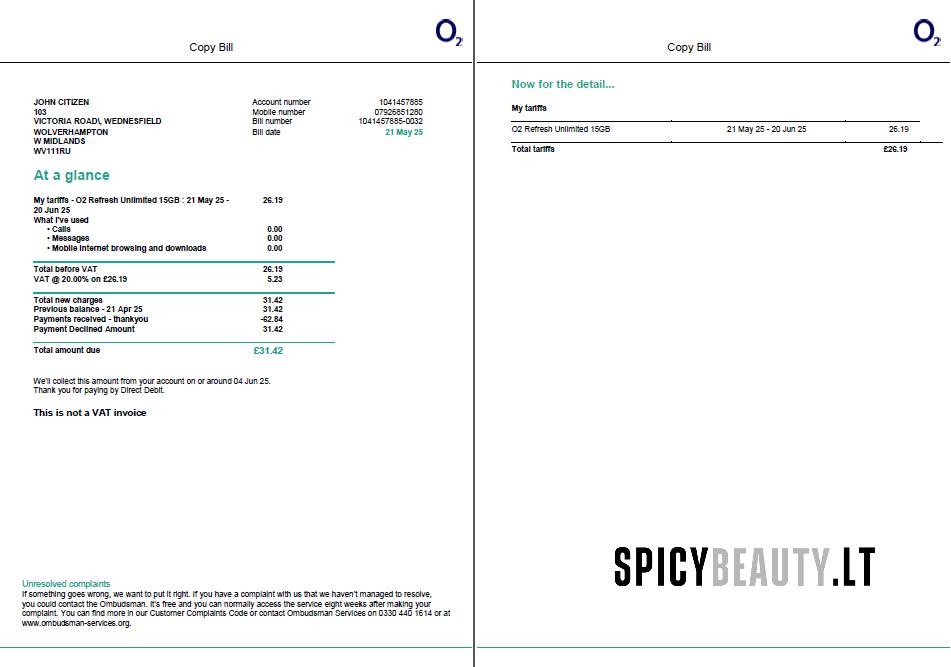 Copy Bill
O2
JOHN CITIZEN
103
VICTORIA ROAD\, WEDNESFIELD
WOLVERHAMPTON
W MIDLANDS
WV111RU
Account number 1041457885
Mobile number 07926851280
Bill number 1041457885-0032
Bill date 21 May 25
At a glance
My tariffs - O2 Refresh Unlimited 15GB : 21 May 25 - 26.19
20 Jun 25
What I've used
• Calls 0.00
• Messages 0.00
• Mobile Internet browsing and downloads 0.00
Total before VAT 26.19
VAT @ 20.00% on £26.19 5.23
Total new charges 31.42
Previous balance - 21 Apr 25 31.42
Payments received - thankyou -62.84
Payment Declined Amount 31.42
Total amount due £31.42
We'll collect this amount from your account on or around 04 Jun 25.
Thank you for paying by Direct Debit.
This is not a VAT invoice
Unresolved complaints
If something goes wrong, we want to put it right. If you have a complaint with us that we haven't managed to resolve,
you could contact the Ombudsman. It's free and you can normally access the service eight weeks after making your
complaint. You can find more in our Customer Complaints Code or contact Ombudsman Services on 0330 440 1614 or at
www.ombudsman-services.org.
Copy Bill
O2
Now for the detail...
My tariffs
O2 Refresh Unlimited 15GB 21 May 25 - 20 Jun 25 26.19
Total tariffs £26.19
SPICYBEAUTY.LT